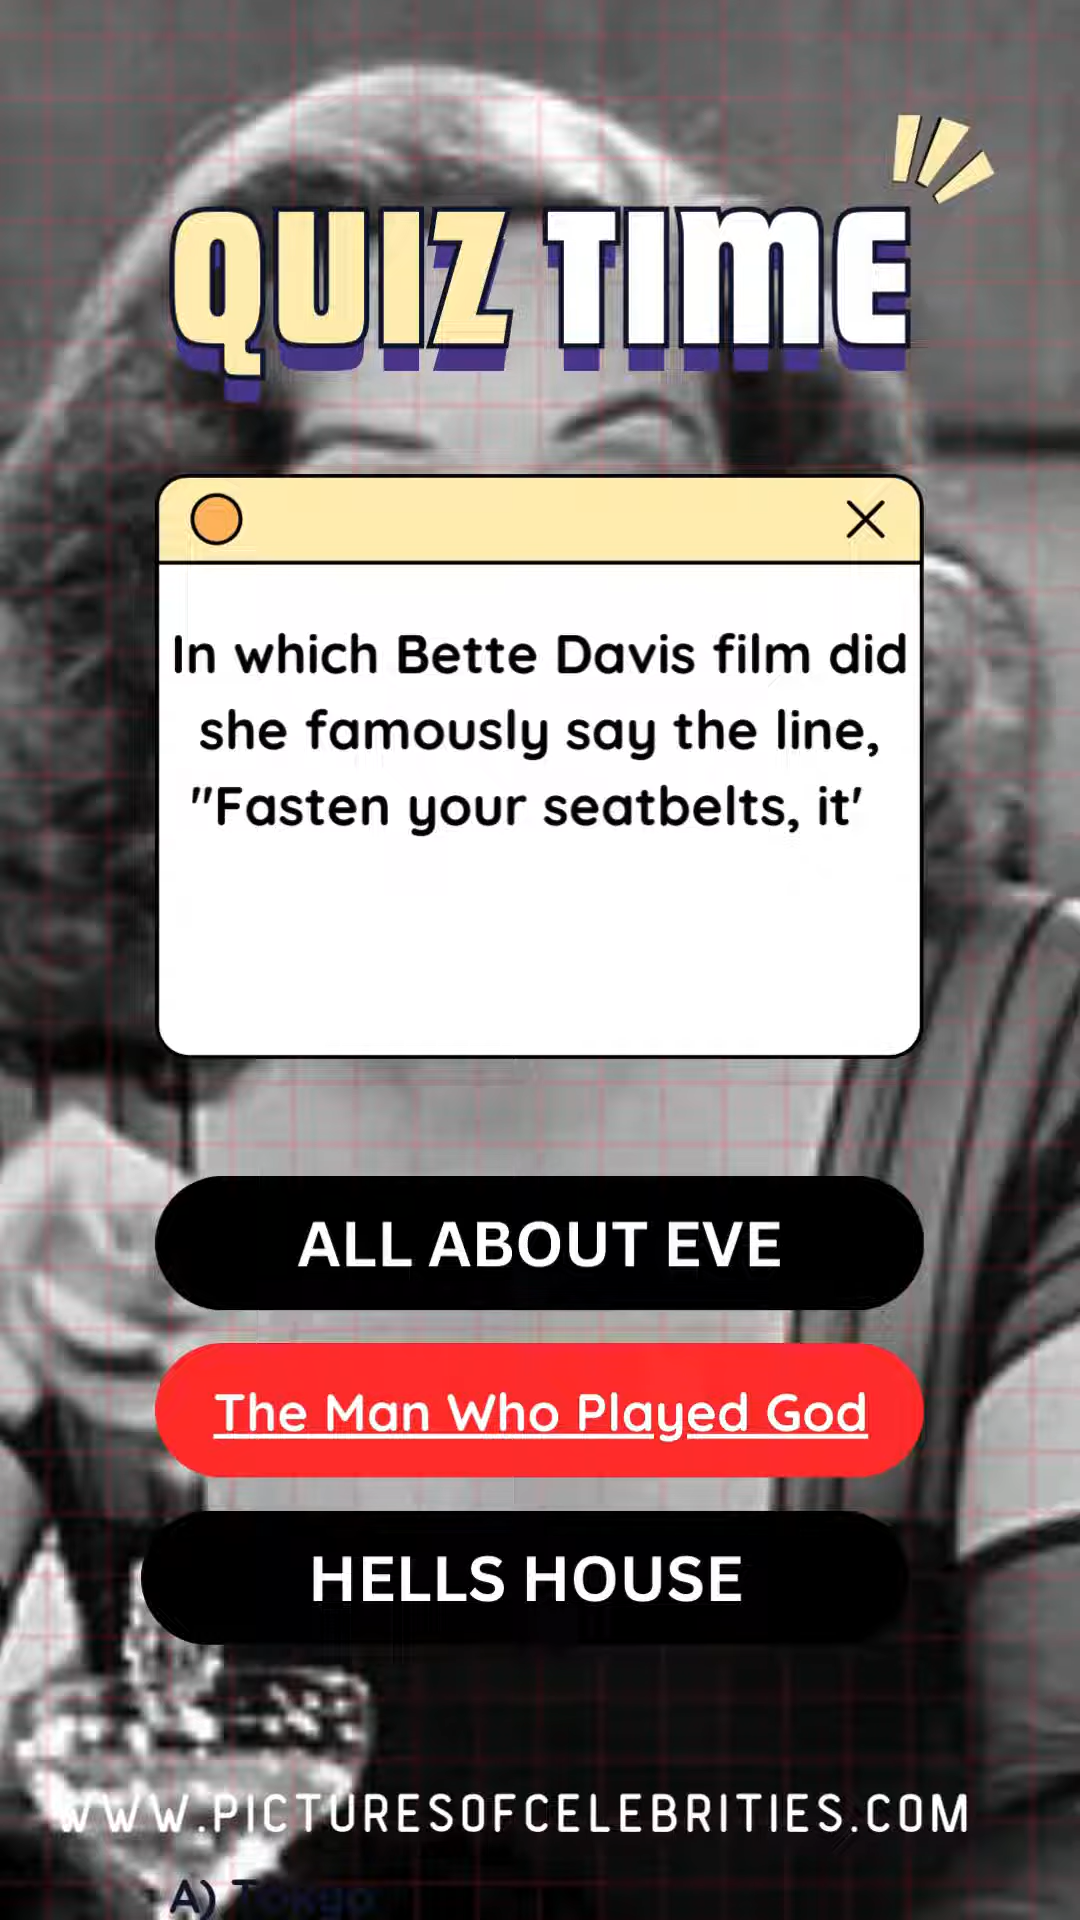 QUIZ TIME
In which Bette Davis film did
she famously say the line,
"Fasten your seatbelts, it'
ALL ABOUT EVE
The Man Who Played God
HELLS HOUSE
WWW.PICTURESOFCELEBRITIES.COM
A) Tokyo